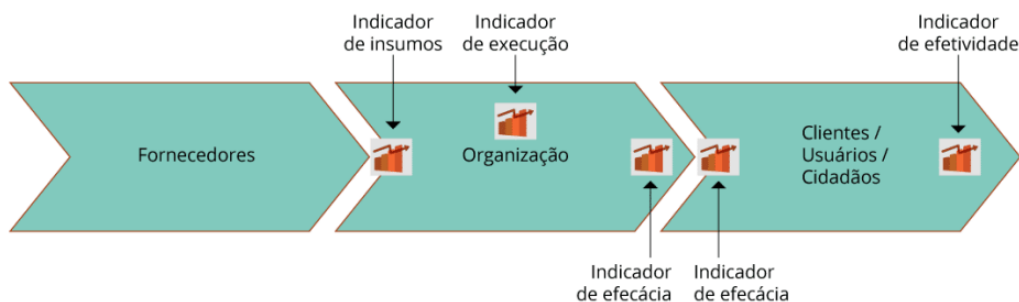 Indicador
de insumos
Indicador
de execução
Indicador
de efetividade
Fornecedores
Organização
Clientes /
Usuários /
Cidadãos
Indicador
de efecácia
Indicador
de efecácia